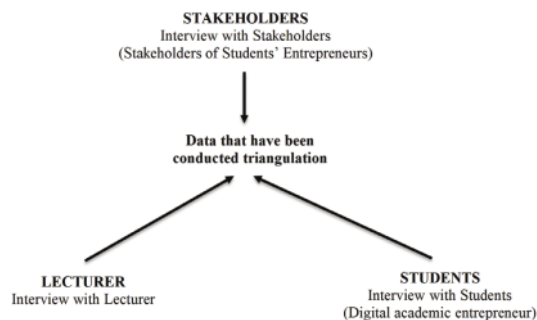 STAKEHOLDERS
Interview with Stakeholders
(Stakeholders of Students' Entrepreneurs)
Data that have been
conducted triangulation
LECTURER
Interview with Lecturer
STUDENTS
Interview with Students
(Digital academic entrepreneur)